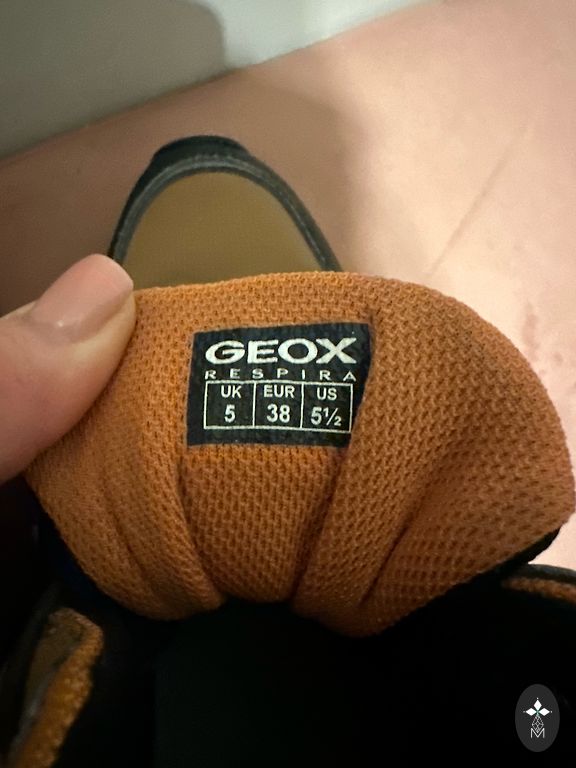 GEOX
RESPIRA
UK EUR US
5 38 5½
M